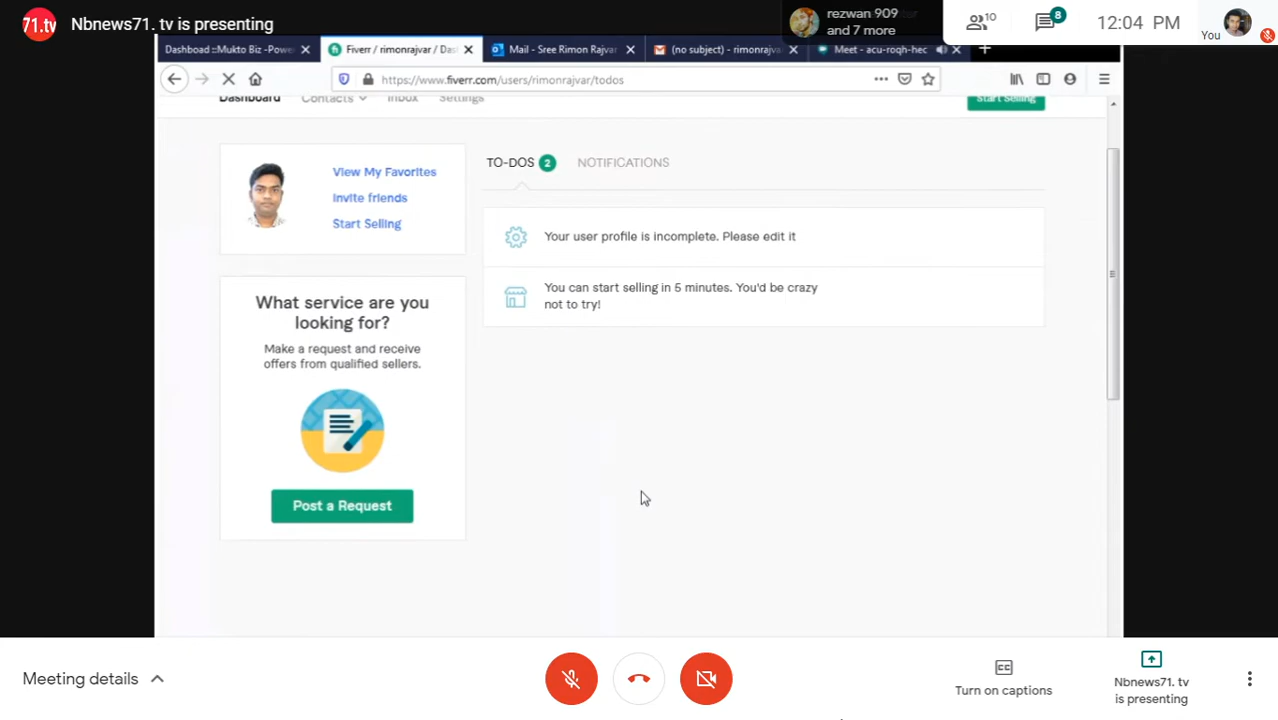 71.tv
Nbnews71. tv is presenting
rezwan 909
and 7 more
10
8
12:04 PM
You
Dashboad ::Mukto Biz -Powe
Fiverr / rimonrajvar / Das
Mail - Sree Rimon Rajvar
(no subject) - rimonrajva
Meet - acu-roqh-hec
https://www.fiverr.com/users/rimonrajvar/todos
Dashboard
Contacts
Inbox
Settings
Start Selling
View My Favorites
Invite friends
Start Selling
TO-DOS 2
NOTIFICATIONS
Your user profile is incomplete. Please edit it
You can start selling in 5 minutes. You'd be crazy
not to try!
What service are you
looking for?
Make a request and receive
offers from qualified sellers.
Post a Request
Meeting details
CC
Turn on captions
Nbnews71. tv
is presenting